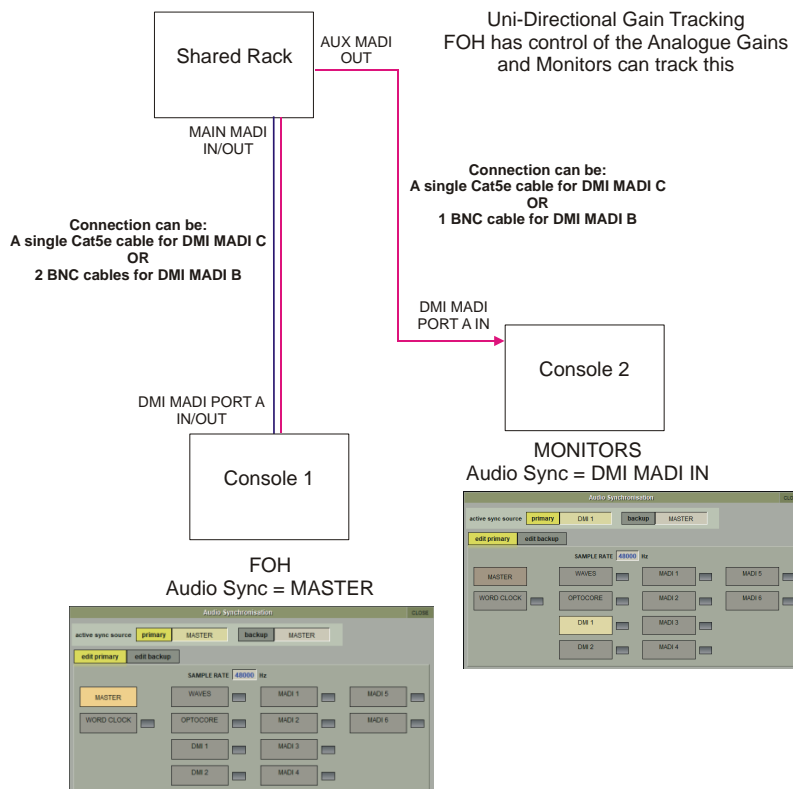 Uni-Directional Gain Tracking
FOH has control of the Analogue Gains
and Monitors can track this
Shared Rack
AUX MADI
OUT
MAIN MADI
IN/OUT
Connection can be:
A single Cat5e cable for DMI MADI C
OR
1 BNC cable for DMI MADI B
Connection can be:
A single Cat5e cable for DMI MADI C
OR
2 BNC cables for DMI MADI B
DMI MADI
PORT A IN
Console 2
DMI MADI PORT A
IN/OUT
Console 1
MONITORS
Audio Sync = DMI MADI IN
Audio Synchronisation
active sync source primary DMI 1 backup MASTER
edit primary edit backup
SAMPLE RATE 48000 Hz
MASTER WAVES MADI 1 MADI 5
WORD CLOCK OPTOCORE MADI 2 MADI 6
DMI 1 MADI 3
DMI 2 MADI 4
FOH
Audio Sync = MASTER
Audio Synchronisation CLOSE
active sync source primary MASTER backup MASTER
edit primary edit backup
SAMPLE RATE 48000 Hz
MASTER WAVES MADI 1 MADI 5
WORD CLOCK OPTOCORE MADI 2 MADI 6
DMI 1 MADI 3
DMI 2 MADI 4